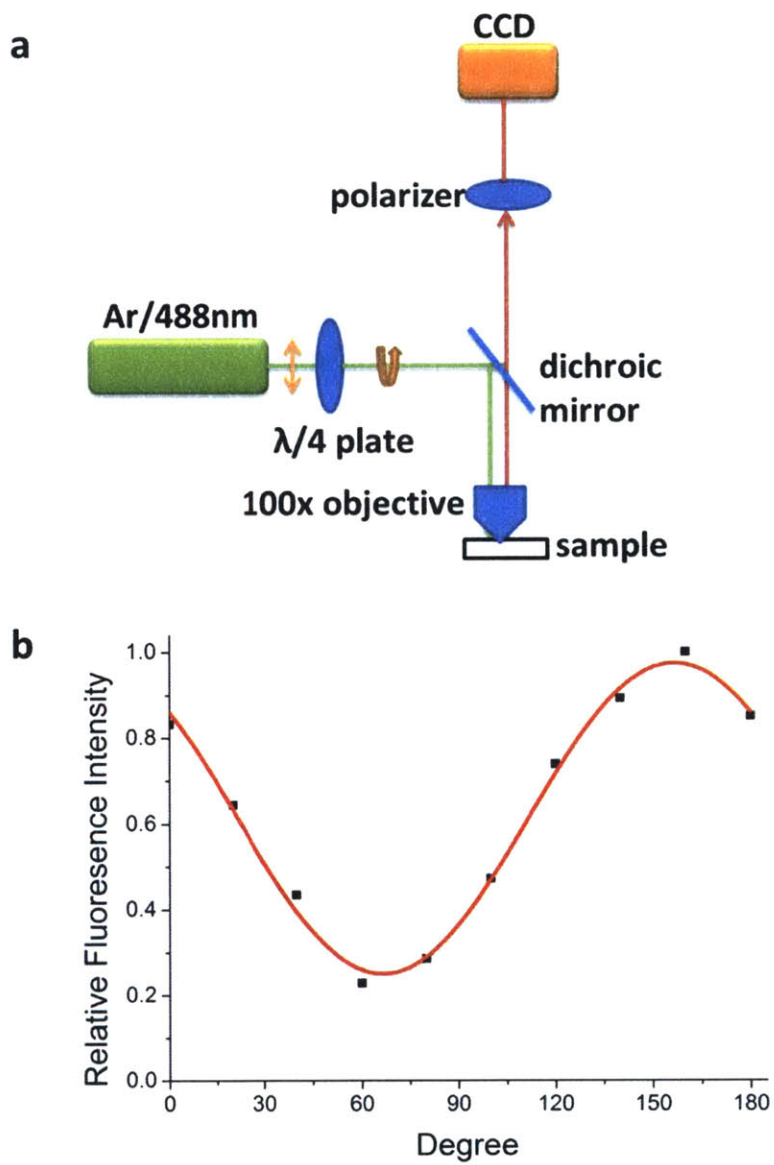 a
CCD
polarizer
Ar/488nm
dichroic
mirror
λ/4 plate
100x objective
sample
b
Relative Fluoresence Intensity
1.0
0.8
0.6
0.4
0.2
0.0
0 30 60 90 120 150 180
Degree